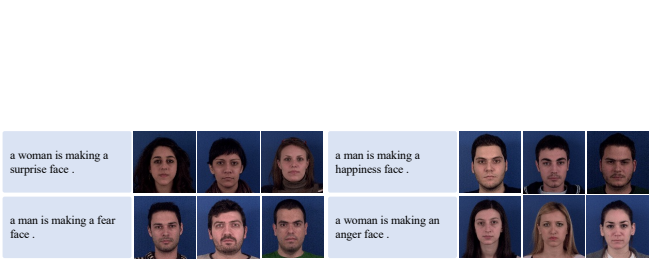 a woman is making a
surprise face .
a man is making a
happiness face .
a man is making a fear
face .
a woman is making an
anger face .